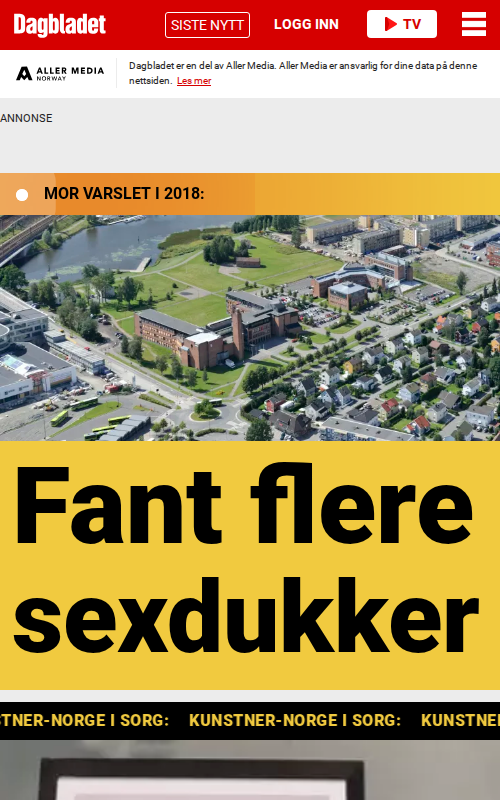 Dagbladet
SISTE NYTT
LOGG INN
TV
ALLER MEDIA
NORWAY
Dagbladet er en del av Aller Media. Aller Media er ansvarlig for dine data på denne
nettsiden. Les mer
ANNONSE
MOR VARSLET I 2018:
Fant flere
sexdukker
STNER-NORGE I SORG: KUNSTNER-NORGE I SORG: KUNSTNE